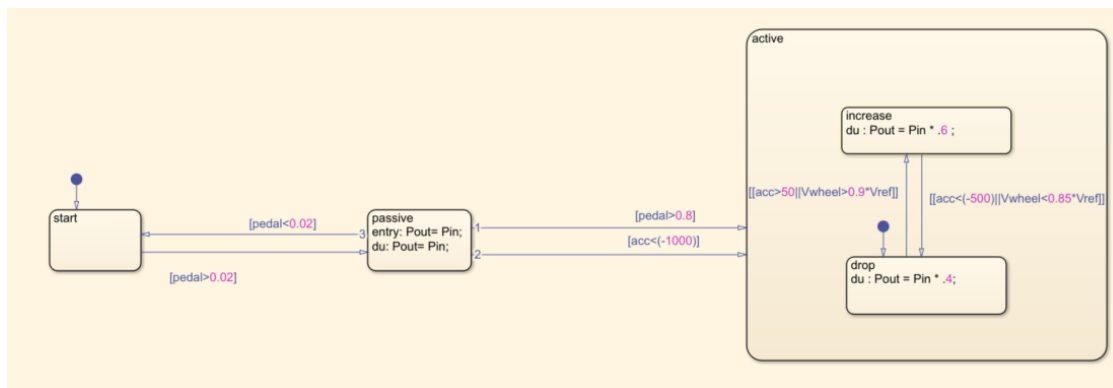 active
increase
du : Pout = Pin * .6 ;
[[acc>50||Vwheel>0.9*Vref]]
[[acc<(-500)||Vwheel<0.85*Vref]]
drop
du : Pout = Pin * .4;
start
[pedal<0.02]
3
[pedal>0.02]
passive
entry: Pout= Pin;
du: Pout= Pin;
1
[pedal>0.8]
2
[acc<(-1000)]